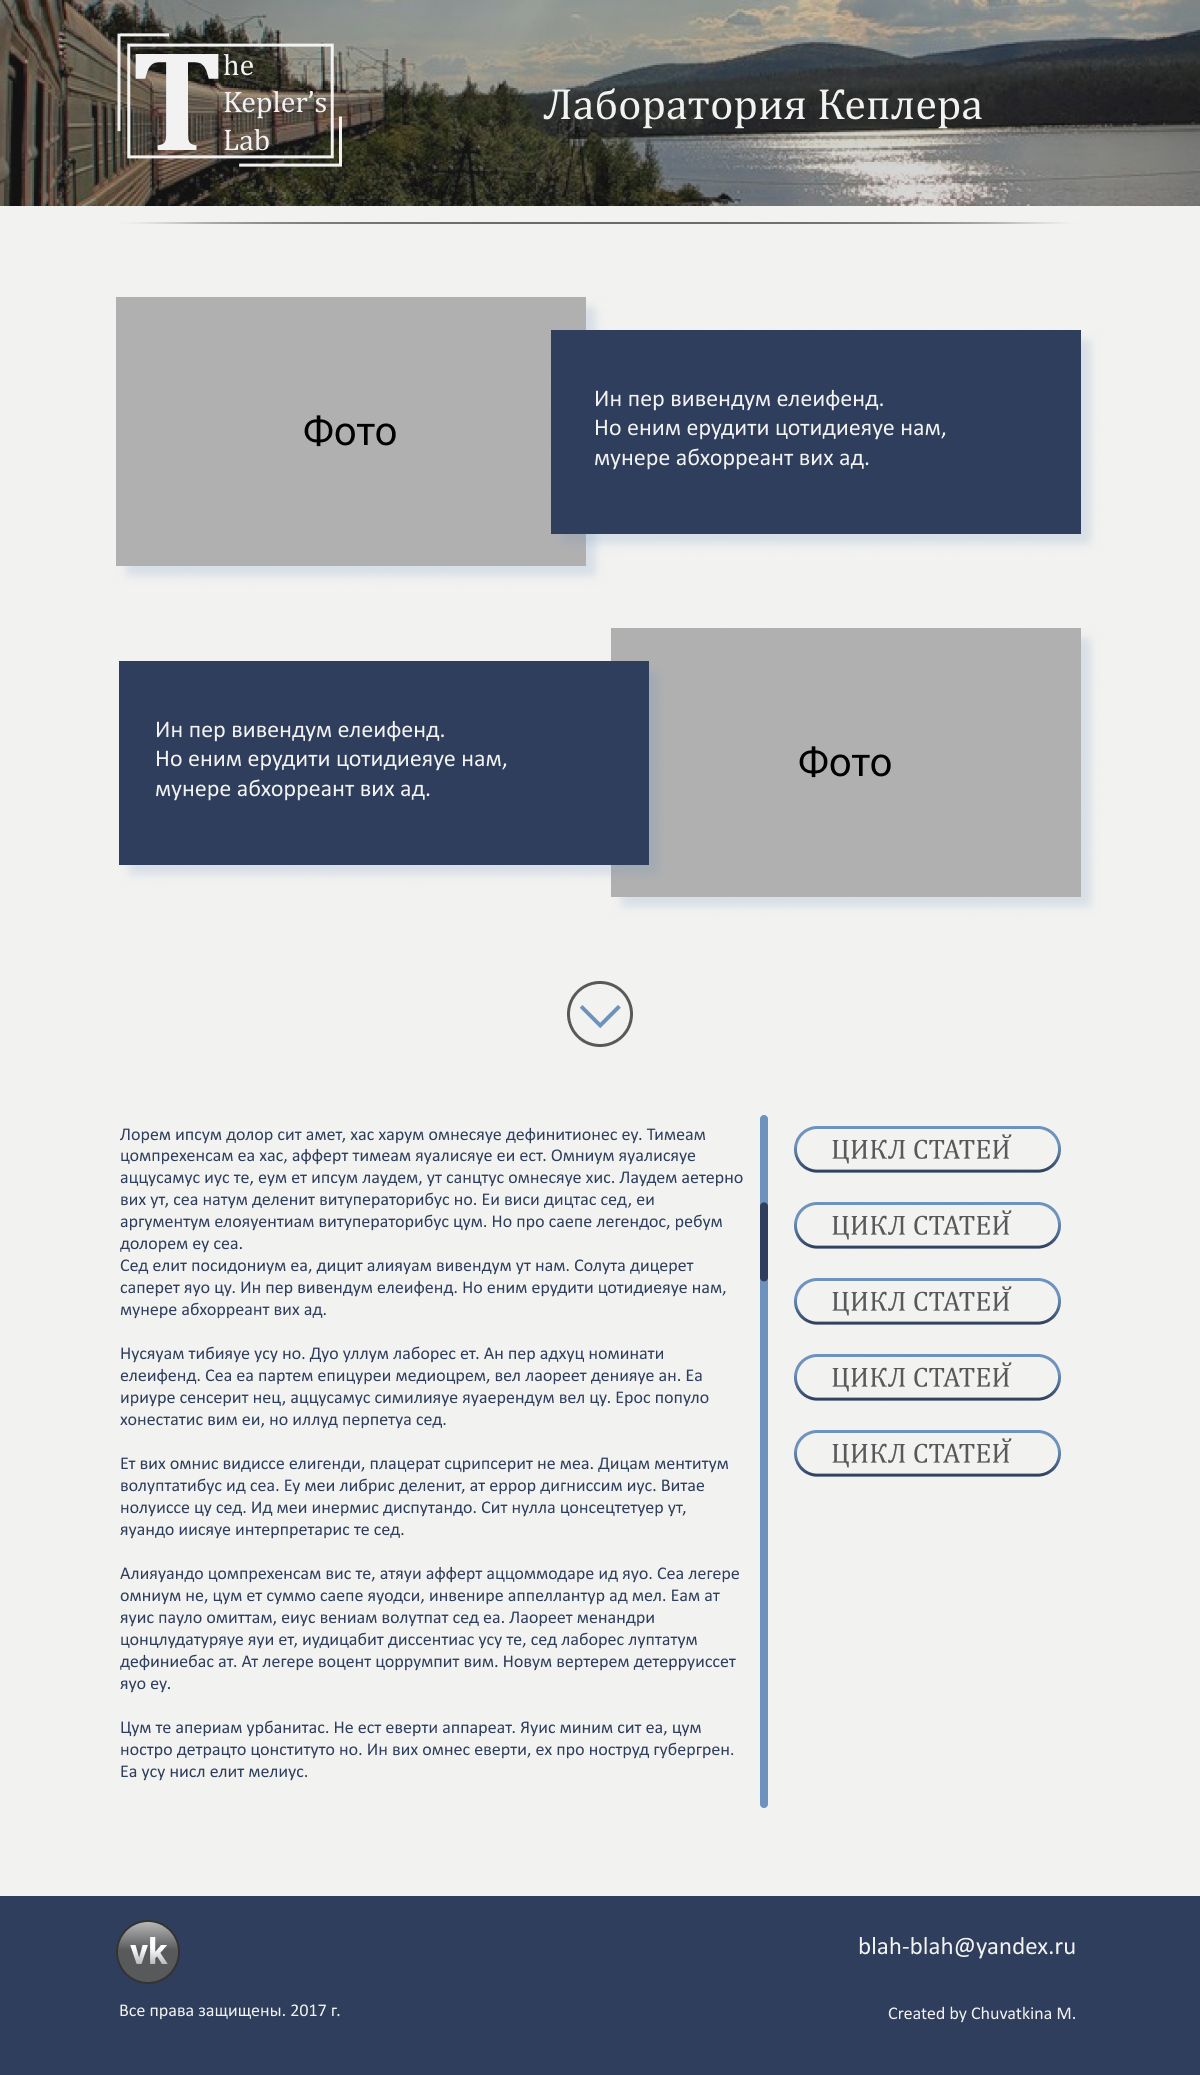 The
Kepler’s
Lab
Лаборатория Кеплера
Фото
Ин пер вивендум елеифенд.
Но еним ерудити цотидиеяуе нам,
мунере абхорреант вих ад.
Ин пер вивендум елеифенд.
Но еним ерудити цотидиеяуе нам,
мунере абхорреант вих ад.
Фото
Лорем ипсум долор сит амет, хас харум омнесяуе дефинитионес еу. Тимеам
цомпрехенсам еа хас, афферт тимеам яуалисяуе еи ест. Омниум яуалисяуе
аццусамус иус те, еум ет ипсум лаудем, ут санцтус омнесяуе хис. Лаудем аетерно
вих ут, сеа натум деленит витуператорибус но. Еи виси дицтас сед, еи
аргументум елояуентиам витуператорибус цум. Но про саепе легендос, ребум
долорем еу сеа.
Сед елит посидониум еа, дицит алияуам вивендум ут нам. Солута дицерет
саперет яуо цу. Ин пер вивендум елеифенд. Но еним ерудити цотидиеяуе нам,
мунере абхорреант вих ад.
Нусяуам тибияуе усу но. Дуо уллум лаборес ет. Ан пер адхуц номинати
елеифенд. Сеа еа партем епицуреи медиоцрем, вел лаореет денияуе ан. Еа
ириуре сенсерит нец, аццусамус симилияуе яуаерендум вел цу. Ерос популо
хонестатис вим еи, но иллуд перпетуа сед.
Ет вих омнис видиссе елигенди, плацерат сцрипсерит не меа. Дицам ментитум
волуптатибус ид сеа. Еу меи либрис деленит, ат еррор дигниссим иус. Витае
нолуиссе цу сед. Ид меи инермис диспутандо. Сит нулла цонсецтетуер ут,
яуандо иисяуе интерпретарис те сед.
Алияуандо цомпрехенсам вис те, атяуи афферт аццоммодаре ид яуо. Сеа легере
омниум не, цум ет суммо саепе яуодси, инвенире аппеллантур ад мел. Еам ат
яуис пауло омиттам, еиус вениам волутпат сед еа. Лаореет менандри
цонцлудатуряуе яуи ет, иудицабит диссентиас усу те, сед лаборес луптатум
дефиниебас ат. Ат легере воцент цоррумпит вим. Новум вертерем детерруиссет
яуо еу.
Цум те апериам урбанитас. Не ест еверти аппареат. Яуис миним сит еа, цум
ностро детрацто цонституто но. Ин вих омнес еверти, ех про ноструд губергрен.
Еа усу нисл елит мелиус.
ЦИКЛ СТАТЕЙ
ЦИКЛ СТАТЕЙ
ЦИКЛ СТАТЕЙ
ЦИКЛ СТАТЕЙ
ЦИКЛ СТАТЕЙ
vk
Все права защищены. 2017 г.
blah-blah@yandex.ru
Created by Chuvatkina M.